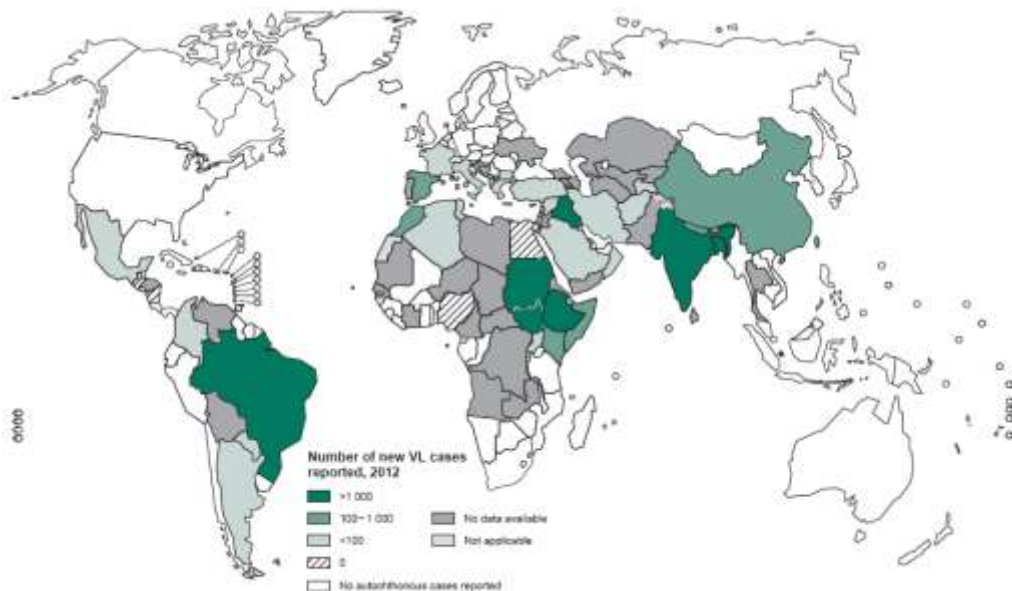 Number of new VL cases
reported, 2012
>1 000
100–1 000
<100
0
No autochthonous cases reported
No data available
Not applicable